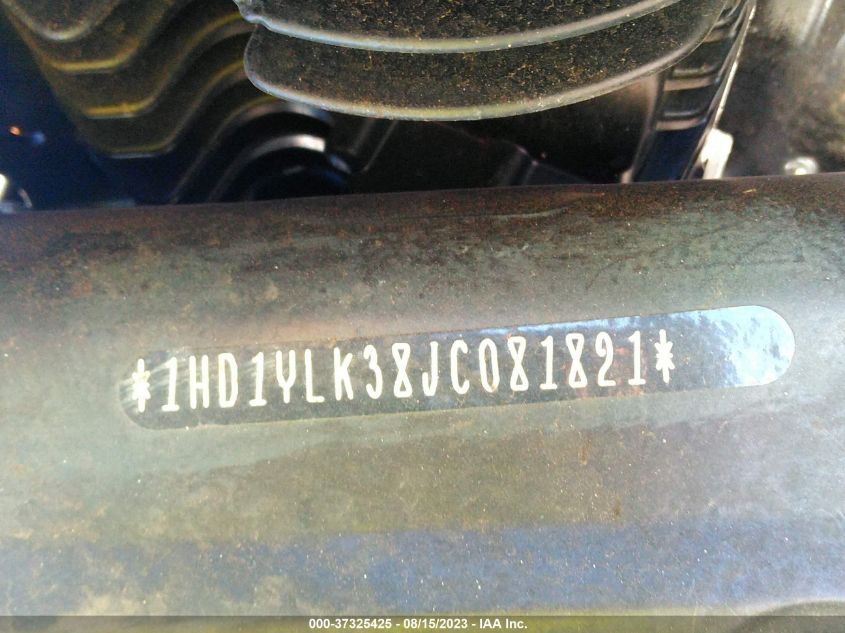 *1HD1YLK38JC081821*
000-37325425 - 08/15/2023 - IAA Inc.